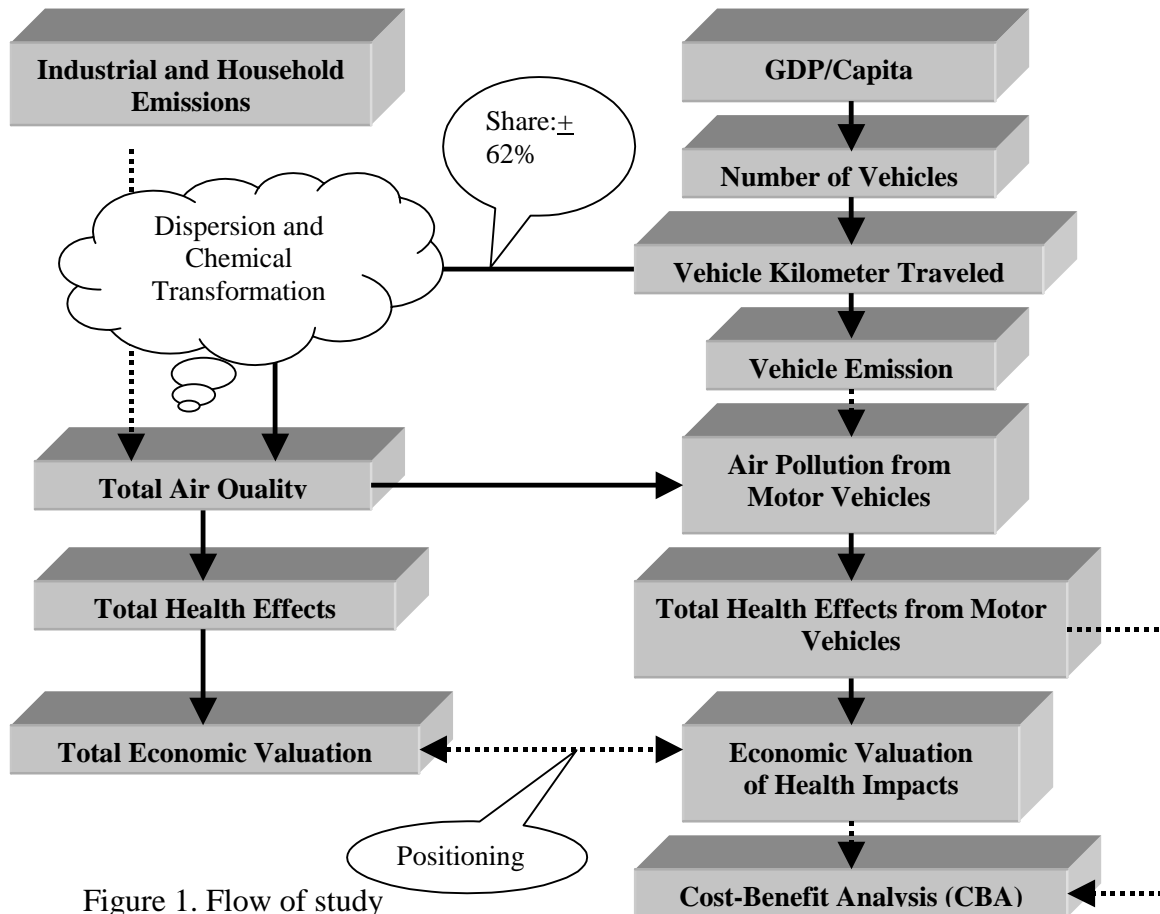 Industrial and Household
Emissions
GDP/Capita
Share:+
62%
Number of Vehicles
Dispersion and
Chemical
Transformation
Vehicle Kilometer Traveled
Vehicle Emission
Total Air Quality
Air Pollution from
Motor Vehicles
Total Health Effects
Total Health Effects from Motor
Vehicles
Total Economic Valuation
Economic Valuation
of Health Impacts
Positioning
Cost-Benefit Analysis (CBA)
Figure 1. Flow of study